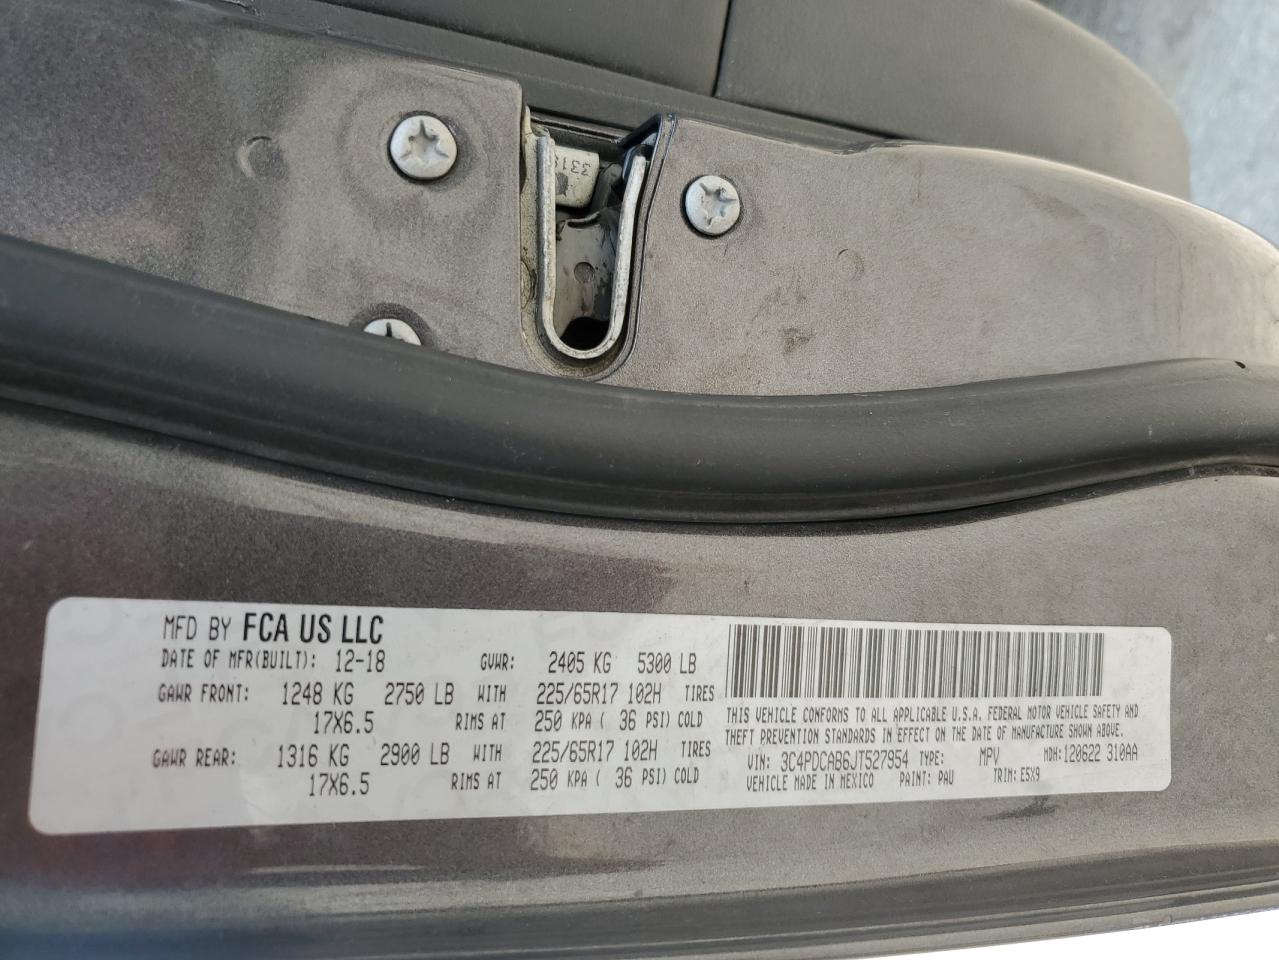 MFD BY FCA US LLC
DATE OF MFR(BUILT): 12-18 GVWR: 2405 KG 5300 LB
GAWR FRONT: 1248 KG 2750 LB WITH 225/65R17 102H TIRES
17X6.5 RIMS AT 250 KPA ( 36 PSI) COLD
GAWR REAR: 1316 KG 2900 LB WITH 225/65R17 102H TIRES
17X6.5 RIMS AT 250 KPA ( 36 PSI) COLD
THIS VEHICLE CONFORMS TO ALL APPLICABLE U.S.A. FEDERAL MOTOR VEHICLE SAFETY AND
THEFT PREVENTION STANDARDS IN EFFECT ON THE DATE OF MANUFACTURE SHOWN ABOVE.
VIN: 3C4PDCAB6JT527954 TYPE: MPV MDH:120622 310AA
VEHICLE MADE IN MEXICO PAINT: PAU TRIM: E5X9